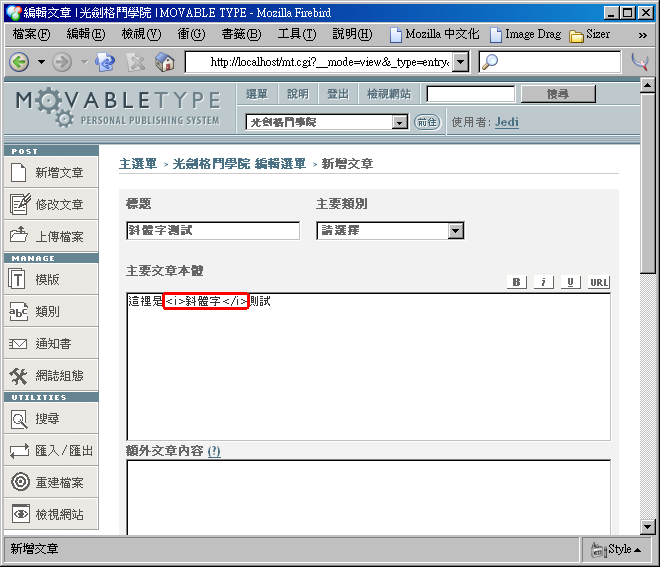 編輯文章 | 光劍格鬥學院 | MOVABLE TYPE - Mozilla Firebird
檔案(F) 編輯(E) 檢視(V) 衝(G) 書籤(B) 工具(T) 說明(H) Mozilla 中文化 Image Drag Sizer »
http://localhost/mt.cgi?__mode=view&_type=entry&
MOVABLETYPE
PERSONAL PUBLISHING SYSTEM
選單 說明 登出 檢視網站 搜尋
光劍格鬥學院 前往 使用者: Jedi
POST
新增文章
修改文章
上傳檔案
MANAGE
模版
類別
通知書
網誌組態
UTILITIES
搜尋
匯入/匯出
重建檔案
檢視網站
主選單 > 光劍格鬥學院 編輯選單 > 新增文章
標題 主要類別
斜體字測試 請選擇
主要文章本體
B i U URL
這裡是<i>斜體字</i>測試
額外文章內容 (?)
新增文章 Style